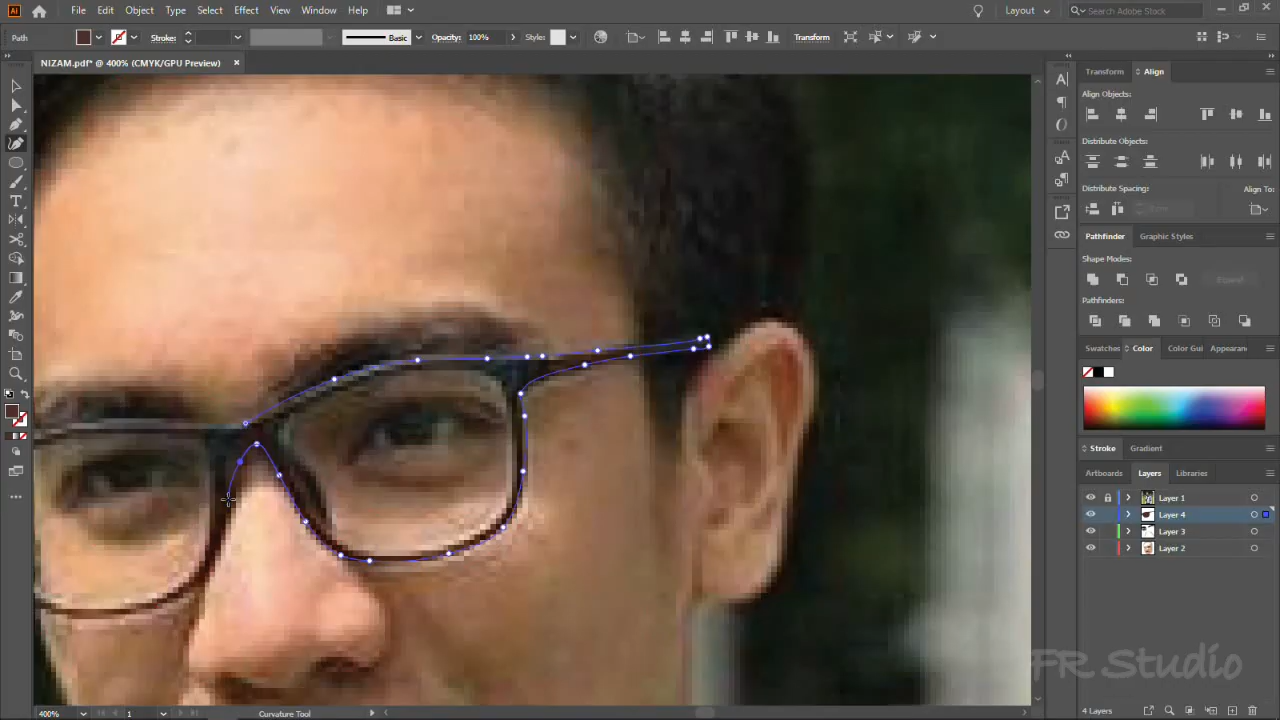 Ai File Edit Object Type Select Effect View Window Help Layout Search Adobe Stock
Path Stroke: Basic Opacity: 100% Style: Transform
NIZAM.pdf* @ 400% (CMYK/GPU Preview) ×
Transform Align
Align Objects:
Distribute Objects:
Distribute Spacing: Align To:
Pathfinder Graphic Styles
Shape Modes:
Expand
Pathfinders:
Swatches Color Color Gui Appearanc
Stroke Gradient
Artboards Layers Libraries
Layer 1
Layer 4
Layer 3
Layer 2
FR Studio
400% 1 Curvature Tool 4 Layers